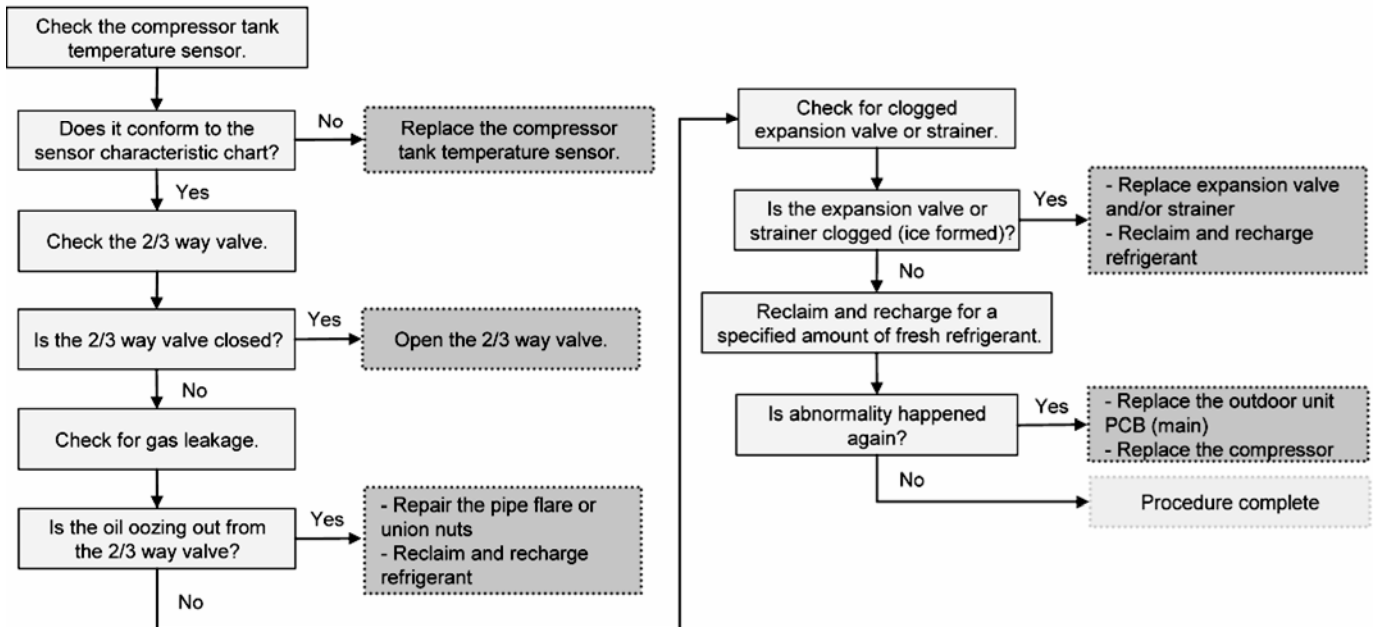 Check the compressor tank
temperature sensor.
Does it conform to the
sensor characteristic chart?
No
Replace the compressor
tank temperature sensor.
Yes
Check the 2/3 way valve.
Is the 2/3 way valve closed?
Yes
Open the 2/3 way valve.
No
Check for gas leakage.
Is the oil oozing out from
the 2/3 way valve?
Yes
- Repair the pipe flare or
union nuts
- Reclaim and recharge
refrigerant
No
Check for clogged
expansion valve or strainer.
Is the expansion valve or
strainer clogged (ice formed)?
Yes
- Replace expansion valve
and/or strainer
- Reclaim and recharge
refrigerant
No
Reclaim and recharge for a
specified amount of fresh refrigerant.
Is abnormality happened
again?
Yes
- Replace the outdoor unit
PCB (main)
- Replace the compressor
No
Procedure complete